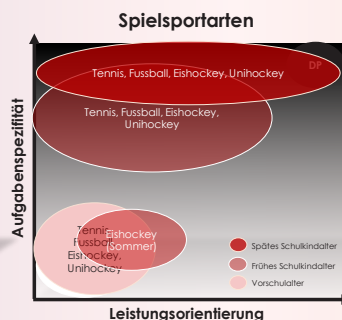 Spielsportarten
DP
Tennis, Fussball, Eishockey, Unihockey
Tennis, Fussball, Eishockey,
Unihockey
Aufgabenspezifität
Tennis,
Fussball,
Eishockey,
Unihockey
Eishockey
(Sommer)
Spätes Schulkindalter
Frühes Schulkindalter
Vorschulalter
Leistungsorientierung